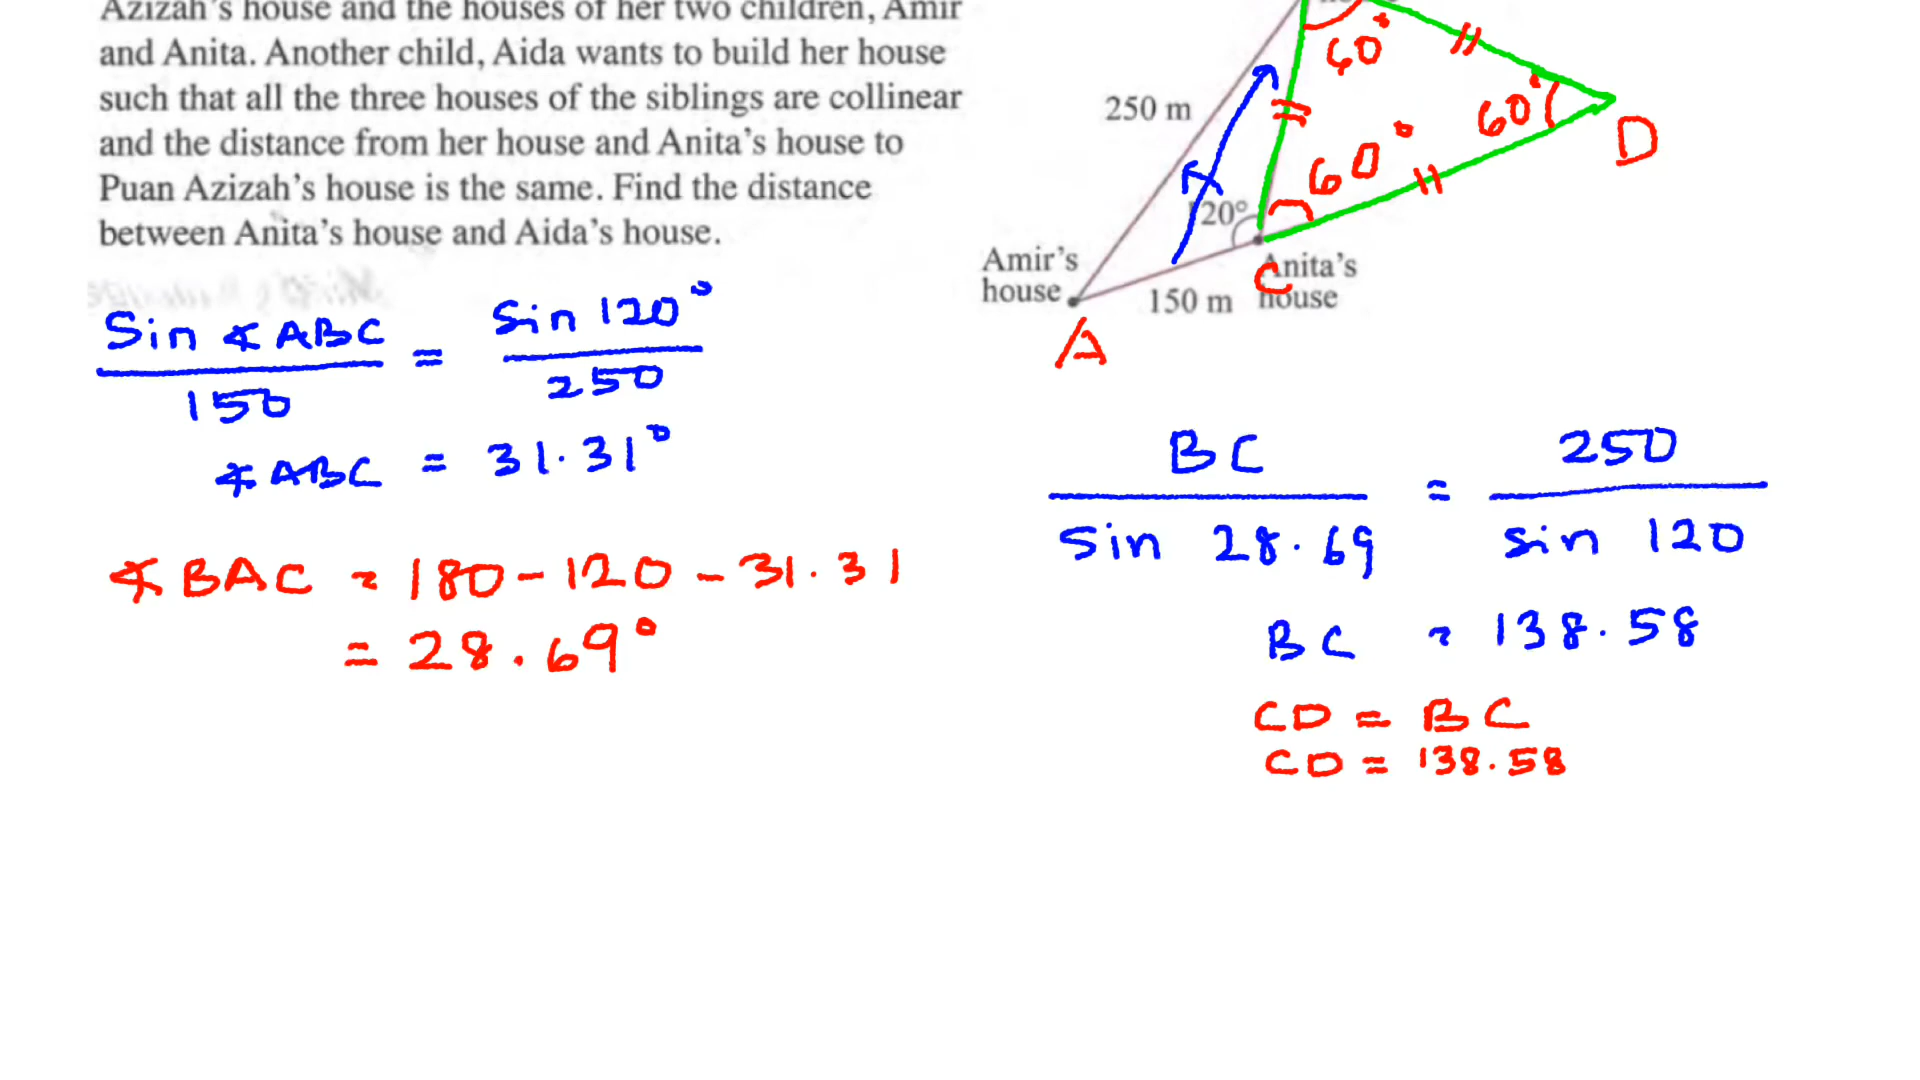 Azizah's house and the houses of her two children, Amir
and Anita. Another child, Aida wants to build her house
such that all the three houses of the siblings are collinear
and the distance from her house and Anita's house to
Puan Azizah's house is the same. Find the distance
between Anita's house and Aida's house.
60°
250 m
60°
60°
D
120°
Amir's
house
Anita's
house
C
150 m
A
Sin ∢ ABC / 150 = Sin 120° / 250
∢ ABC = 31.31°
∢ BAC = 180 - 120 - 31.31
= 28.69°
BC / sin 28.69 = 250 / sin 120
BC = 138.58
CD = BC
CD = 138.58